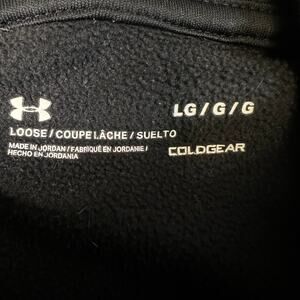 LG/G/G
LOOSE/COUPE LÂCHE/SUELTO
MADE IN JORDAN/FABRIQUÉ EN JORDANIE/
HECHO EN JORDANIA
COLDGEAR